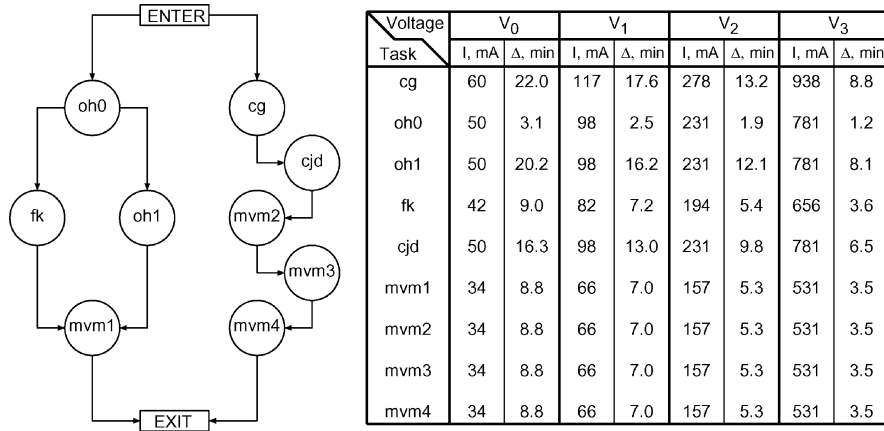 ENTER
oh0
cg
cjd
fk
oh1
mvm2
mvm3
mvm1
mvm4
EXIT
Voltage V0 V1 V2 V3
Task I, mA Δ, min I, mA Δ, min I, mA Δ, min I, mA Δ, min
cg 60 22.0 117 17.6 278 13.2 938 8.8
oh0 50 3.1 98 2.5 231 1.9 781 1.2
oh1 50 20.2 98 16.2 231 12.1 781 8.1
fk 42 9.0 82 7.2 194 5.4 656 3.6
cjd 50 16.3 98 13.0 231 9.8 781 6.5
mvm1 34 8.8 66 7.0 157 5.3 531 3.5
mvm2 34 8.8 66 7.0 157 5.3 531 3.5
mvm3 34 8.8 66 7.0 157 5.3 531 3.5
mvm4 34 8.8 66 7.0 157 5.3 531 3.5